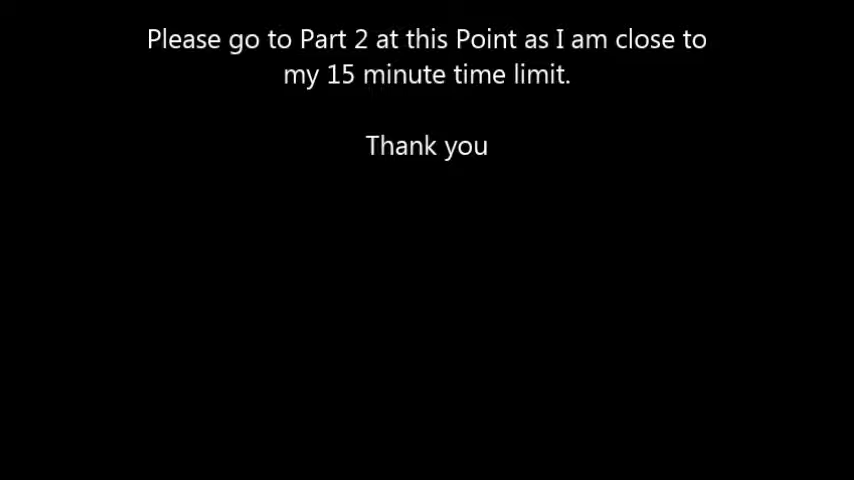 Please go to Part 2 at this Point as I am close to
my 15 minute time limit.
Thank you